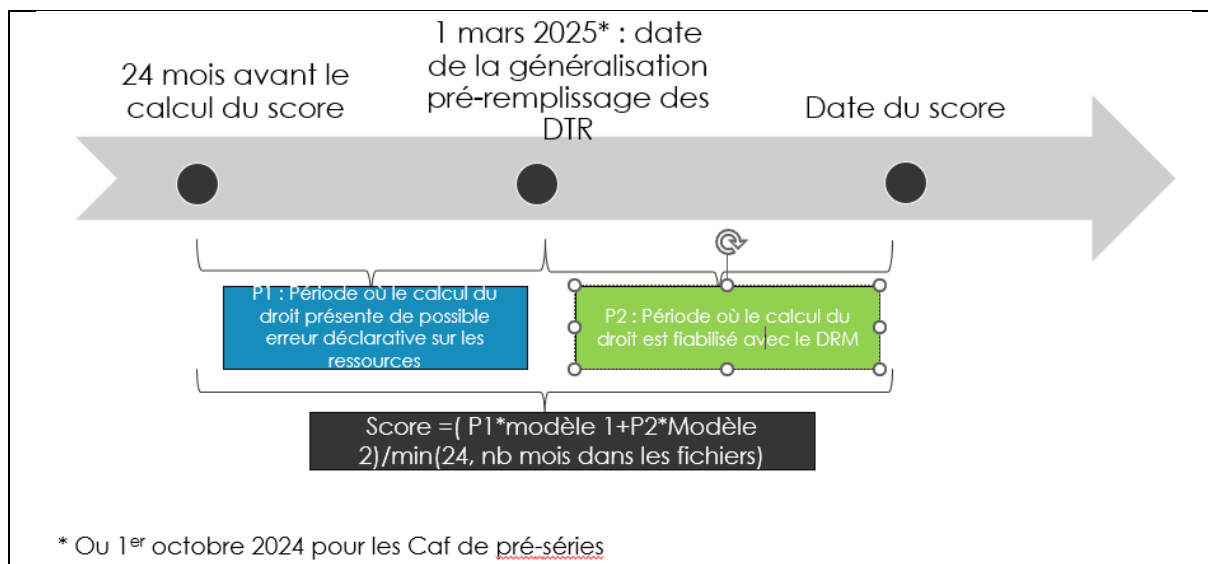 24 mois avant le
calcul du score
1 mars 2025* : date
de la généralisation
pré-remplissage des
DTR
Date du score
P1 : Période où le calcul du
droit présente de possible
erreur déclarative sur les
ressources
P2 : Période où le calcul du
droit est fiabilisé avec le DRM
Score =( P1*modèle 1+P2*Modèle
2)/min(24, nb mois dans les fichiers)
* Ou 1er octobre 2024 pour les Caf de pré-séries